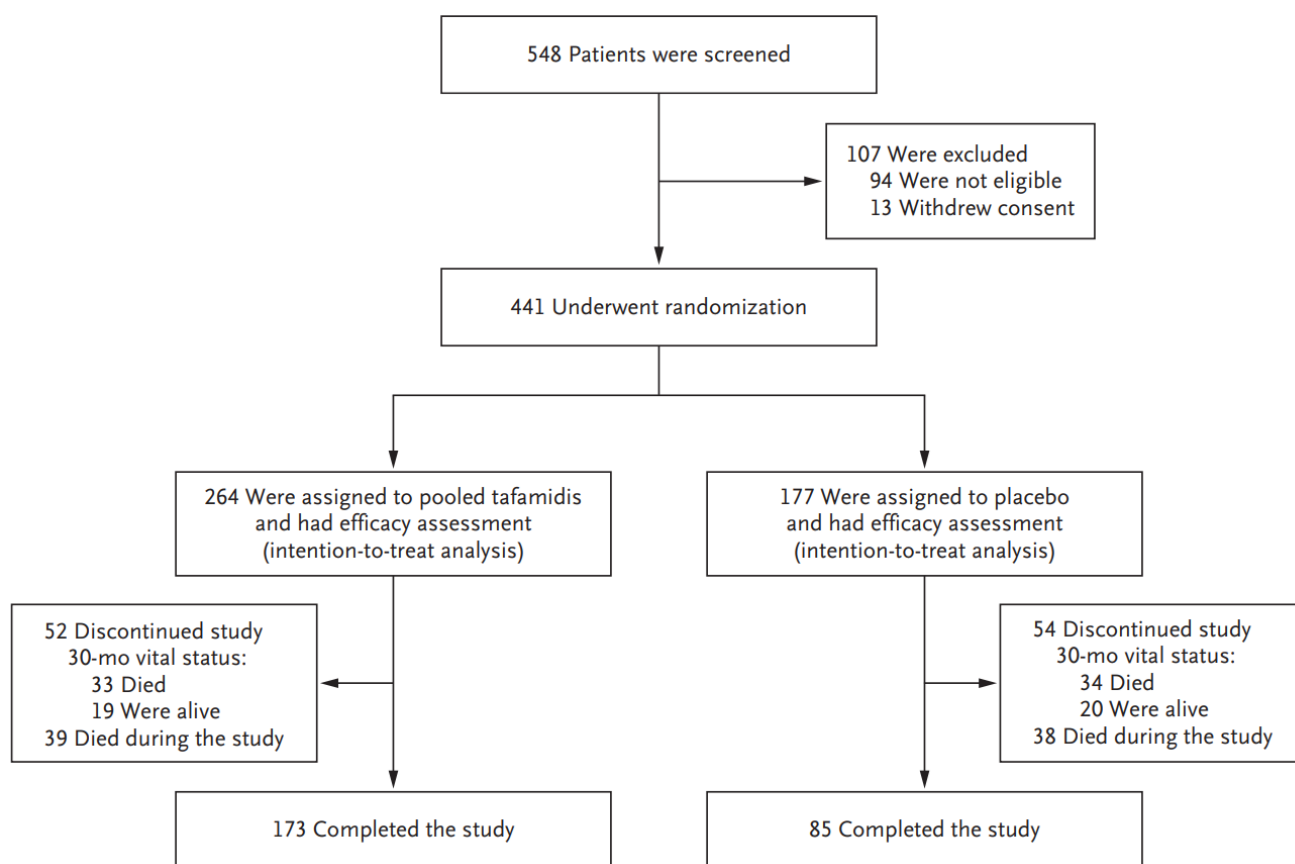 548 Patients were screened
107 Were excluded
94 Were not eligible
13 Withdrew consent
441 Underwent randomization
264 Were assigned to pooled tafamidis
and had efficacy assessment
(intention-to-treat analysis)
177 Were assigned to placebo
and had efficacy assessment
(intention-to-treat analysis)
52 Discontinued study
30-mo vital status:
33 Died
19 Were alive
39 Died during the study
54 Discontinued study
30-mo vital status:
34 Died
20 Were alive
38 Died during the study
173 Completed the study
85 Completed the study